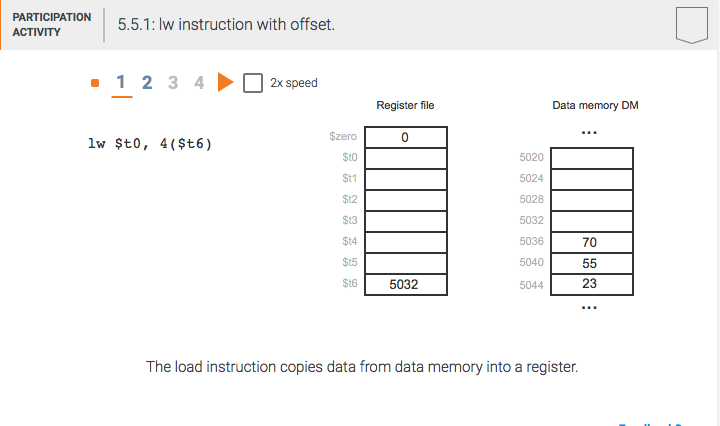 PARTICIPATION
ACTIVITY
5.5.1: lw instruction with offset.
1 2 3 4 2x speed
Register file Data memory DM
lw $t0, 4($t6)
$zero 0 ...
$t0 5020
$t1 5024
$t2 5028
$t3 5032
$t4 5036 70
$t5 5040 55
$t6 5032 5044 23
...
The load instruction copies data from data memory into a register.